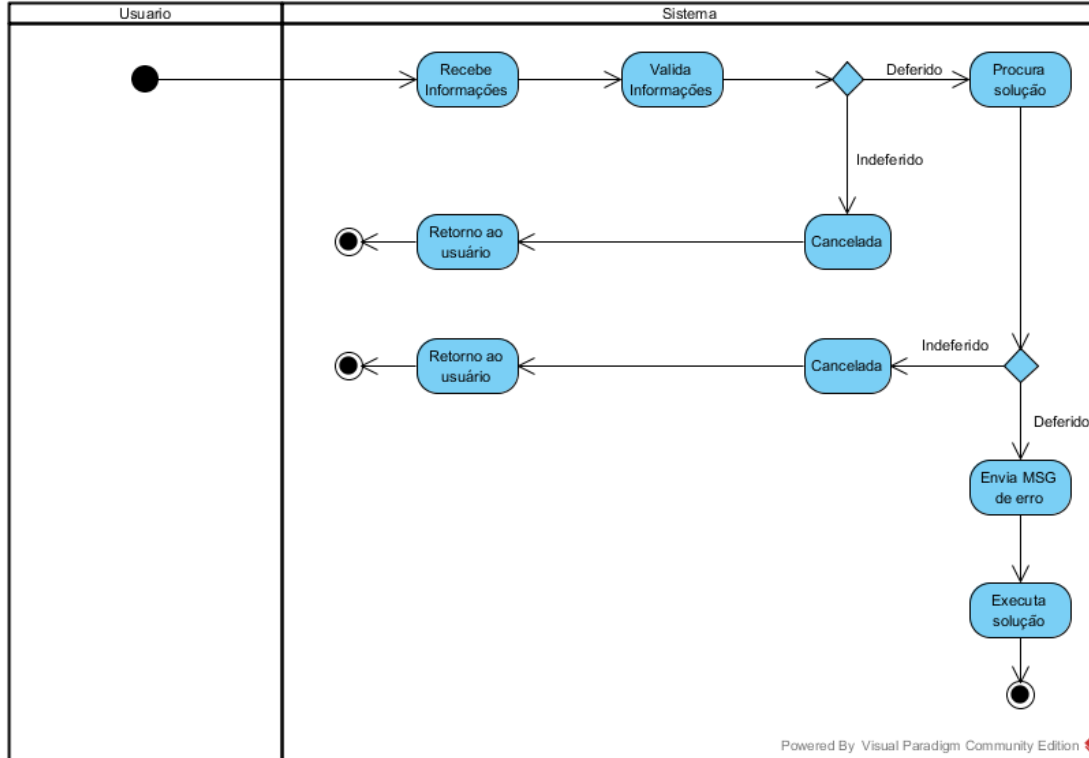 Usuario
Sistema
Recebe
Informações
Valida
Informações
Deferido
Procura
solução
Indeferido
Retorno ao
usuário
Cancelada
Indeferido
Retorno ao
usuário
Cancelada
Deferido
Envia MSG
de erro
Executa
solução
Powered By Visual Paradigm Community Edition